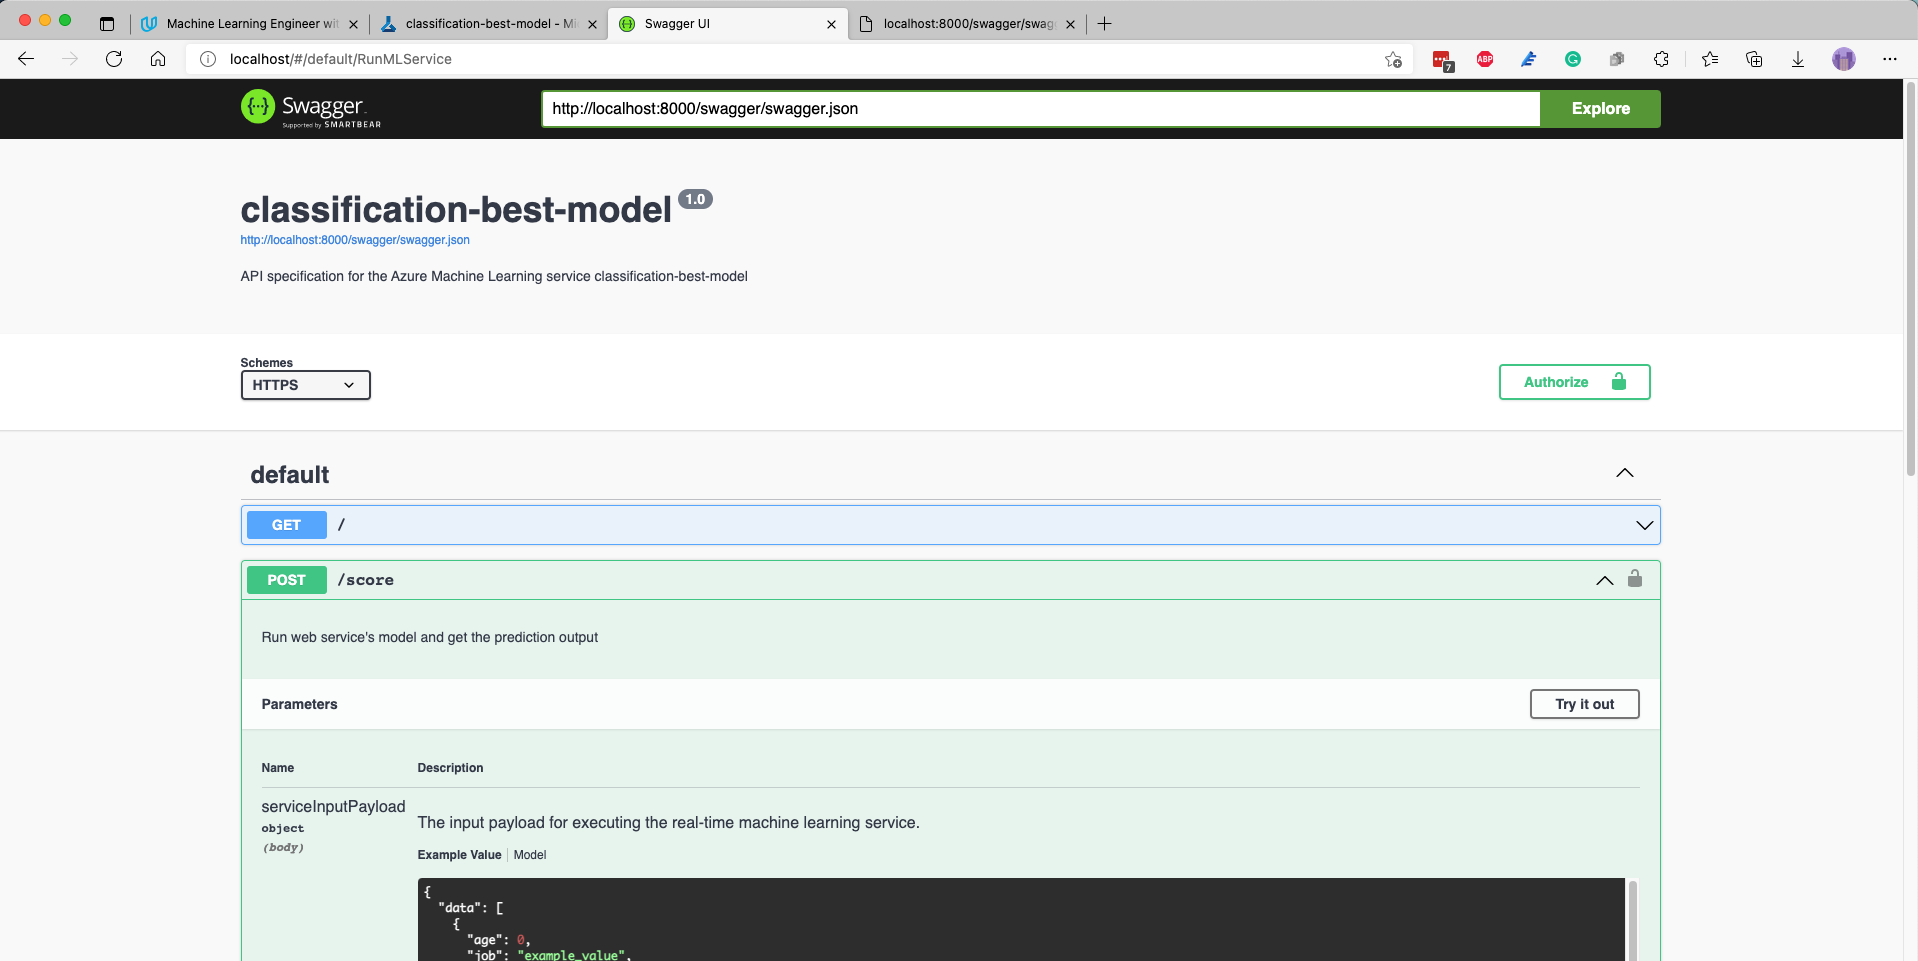 Machine Learning Engineer wit
classification-best-model - Mi
Swagger UI
localhost:8000/swagger/swag
localhost/#/default/RunMLService
7
ABP
Swagger
Supported by SMARTBEAR
http://localhost:8000/swagger/swagger.json
Explore
classification-best-model 1.0
http://localhost:8000/swagger/swagger.json
API specification for the Azure Machine Learning service classification-best-model
Schemes
HTTPS
Authorize
default
GET /
POST /score
Run web service's model and get the prediction output
Parameters
Try it out
Name Description
serviceInputPayload
object
(body)
The input payload for executing the real-time machine learning service.
Example Value Model
{
"data": [
{
"age": 0,
"job": "example_value",